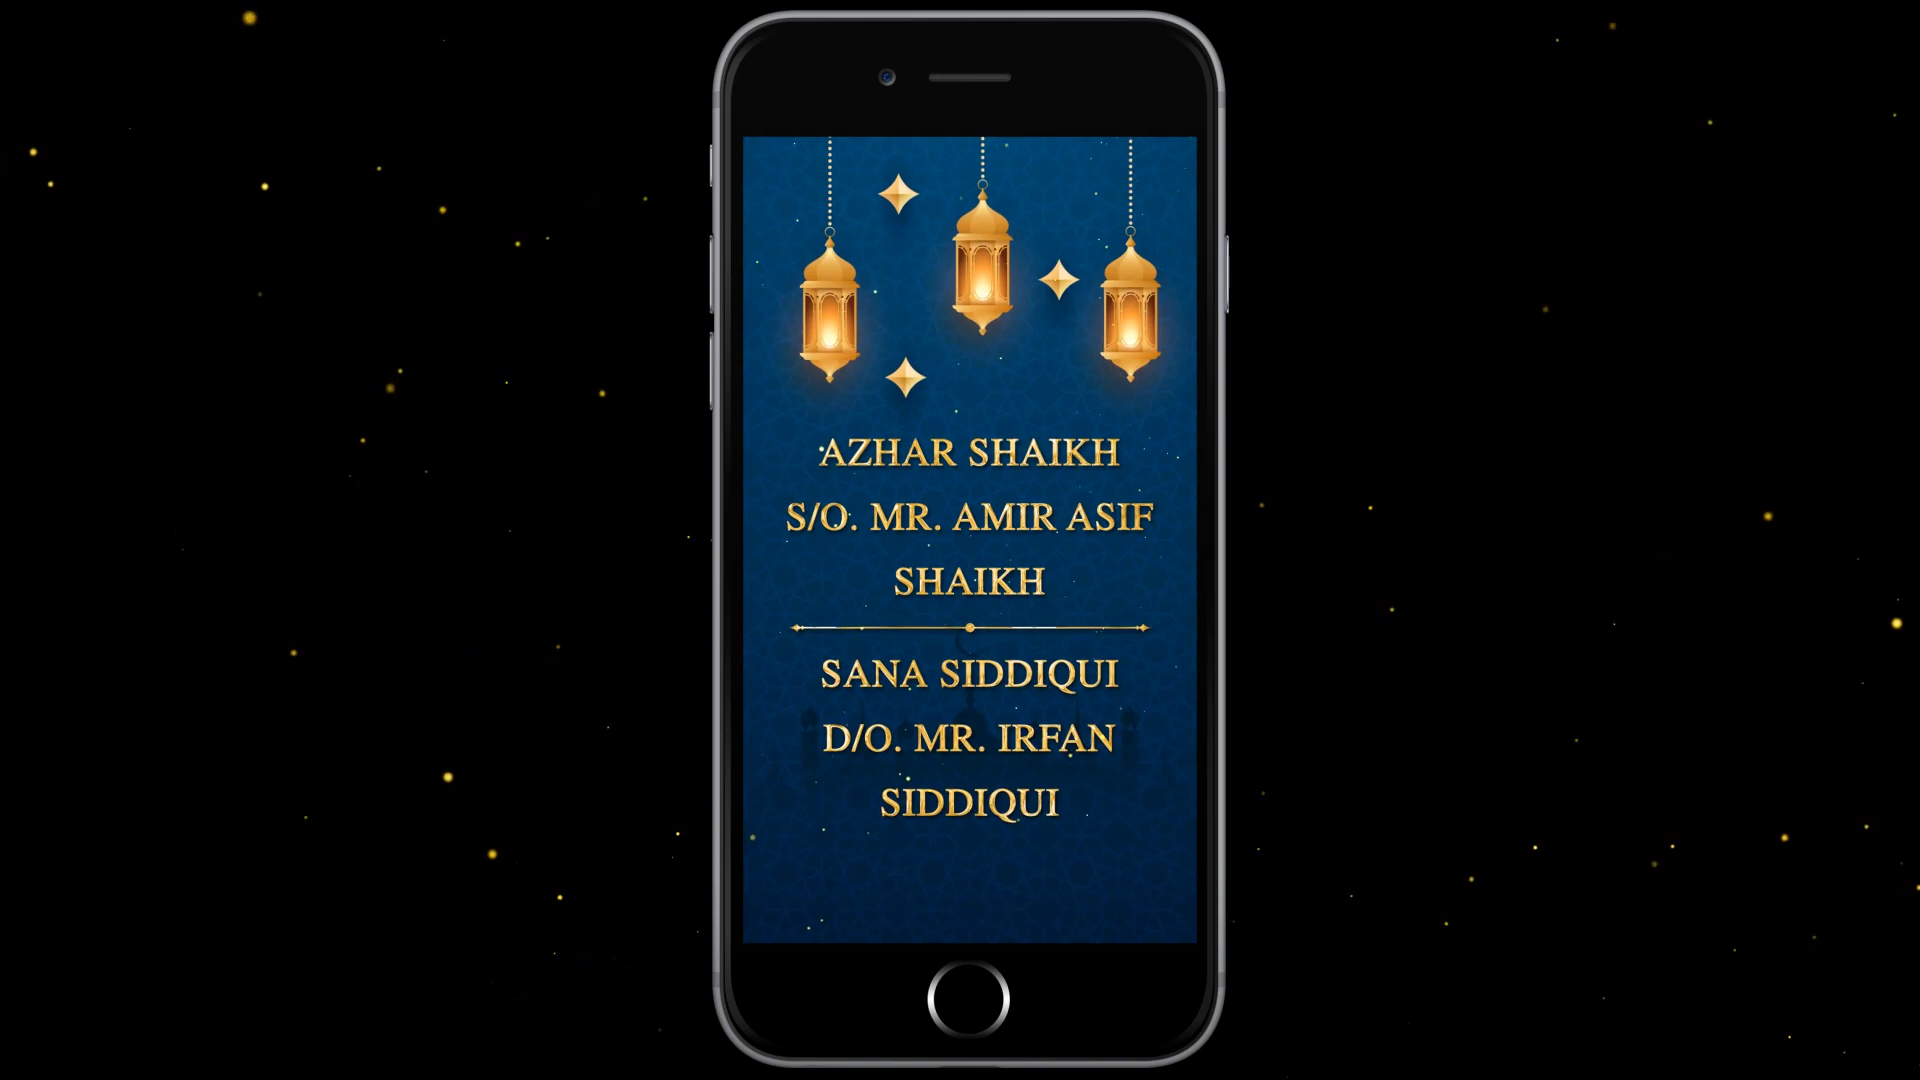 AZHAR SHAIKH
S/O. MR. AMIR ASIF
SHAIKH
SANA SIDDIQUI
D/O. MR. IRFAN
SIDDIQUI